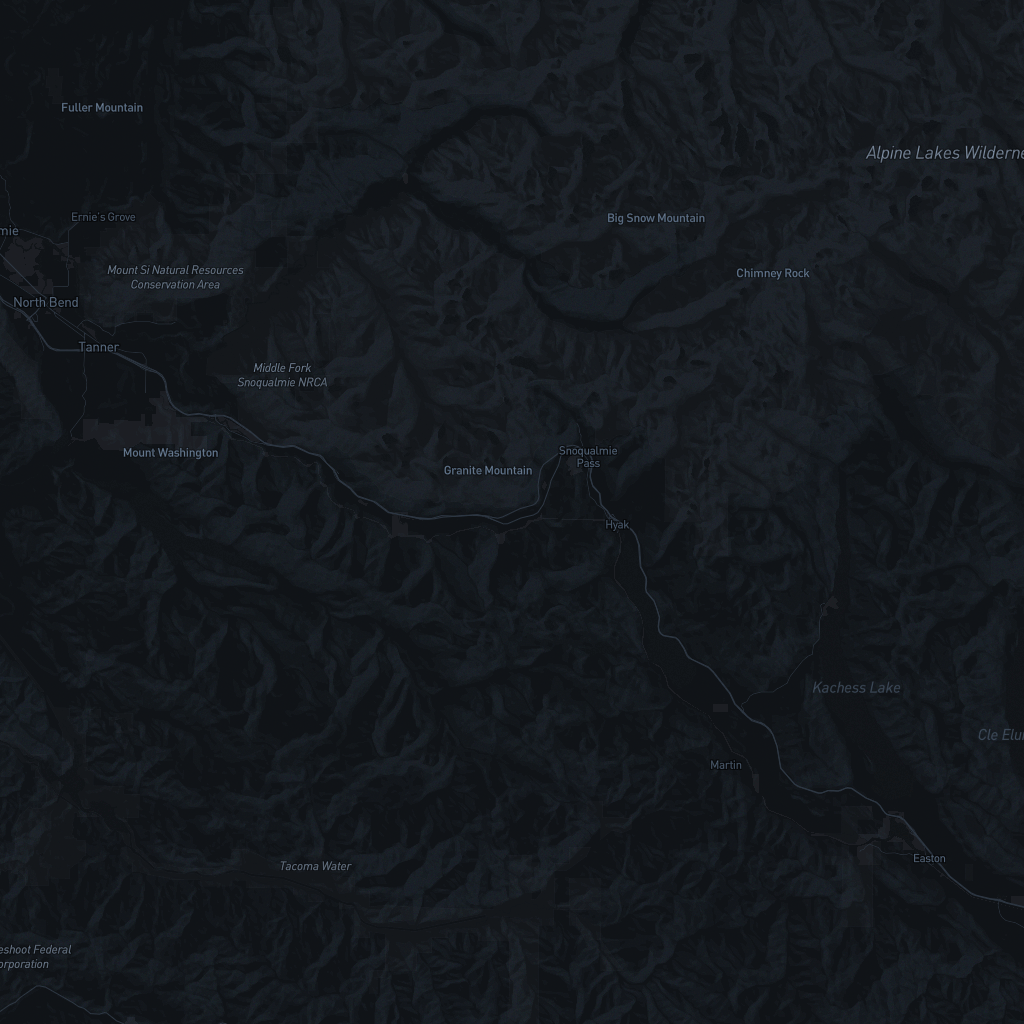 Fuller Mountain
Alpine Lakes Wilderne
Ernie's Grove
Big Snow Mountain
mie
Mount Si Natural Resources
Conservation Area
Chimney Rock
North Bend
Tanner
Middle Fork
Snoqualmie NRCA
Mount Washington
Snoqualmie
Pass
Granite Mountain
Hyak
Kachess Lake
Cle Elu
Martin
Easton
Tacoma Water
eshoot Federal
orporation